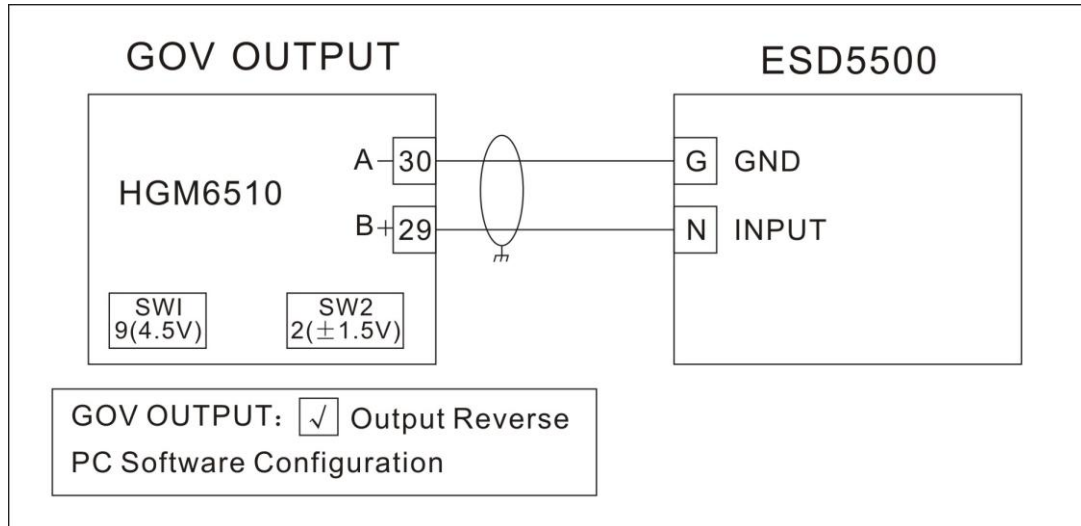 GOV OUTPUT
ESD5500
HGM6510
A-30
B+29
G GND
N INPUT
SWI
9(4.5V)
SW2
2(±1.5V)
GOV OUTPUT: √ Output Reverse
PC Software Configuration